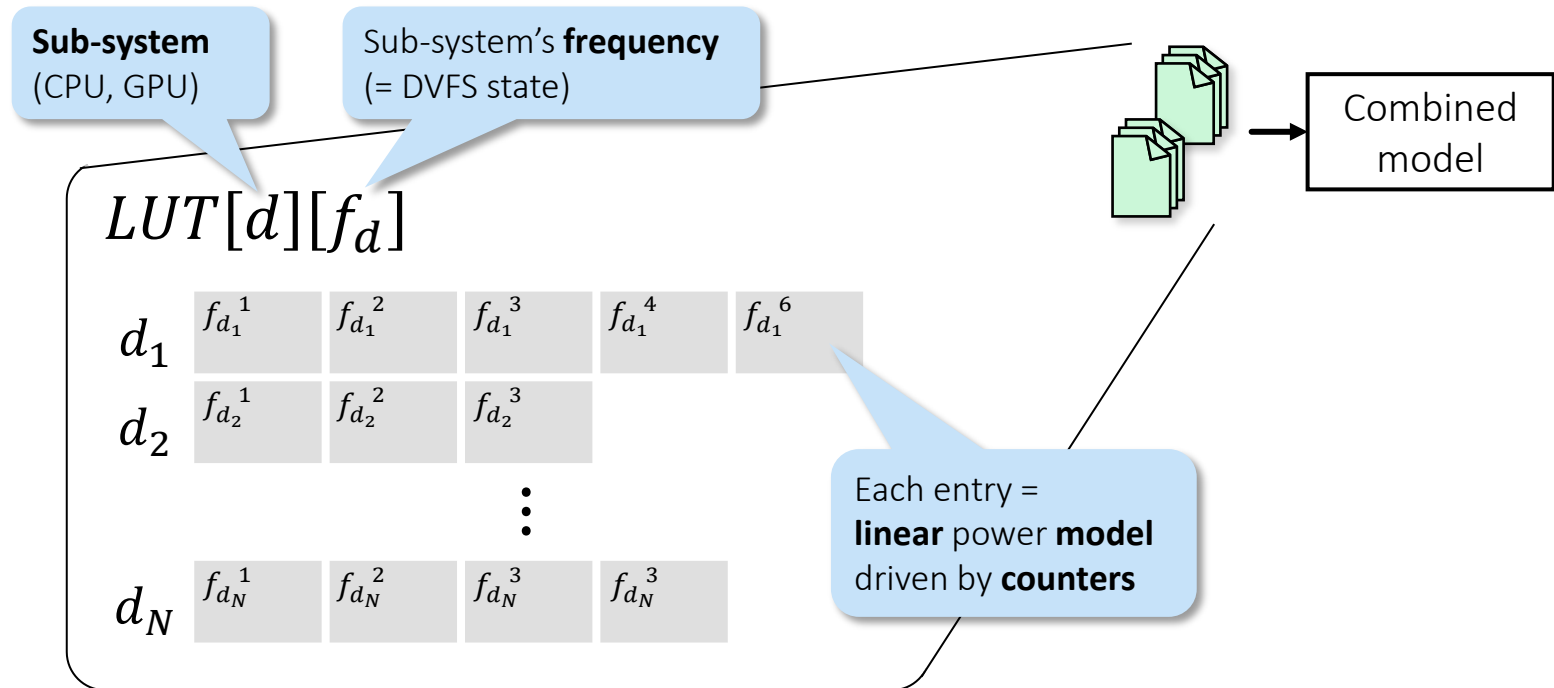 Sub-system
(CPU, GPU)
Sub-system's frequency
(= DVFS state)
Combined
model
LUT[d][f_d]
d_1 f_{d_1}^1 f_{d_1}^2 f_{d_1}^3 f_{d_1}^4 f_{d_1}^6
d_2 f_{d_2}^1 f_{d_2}^2 f_{d_2}^3
⋮
d_N f_{d_N}^1 f_{d_N}^2 f_{d_N}^3 f_{d_N}^3
Each entry =
linear power model
driven by counters